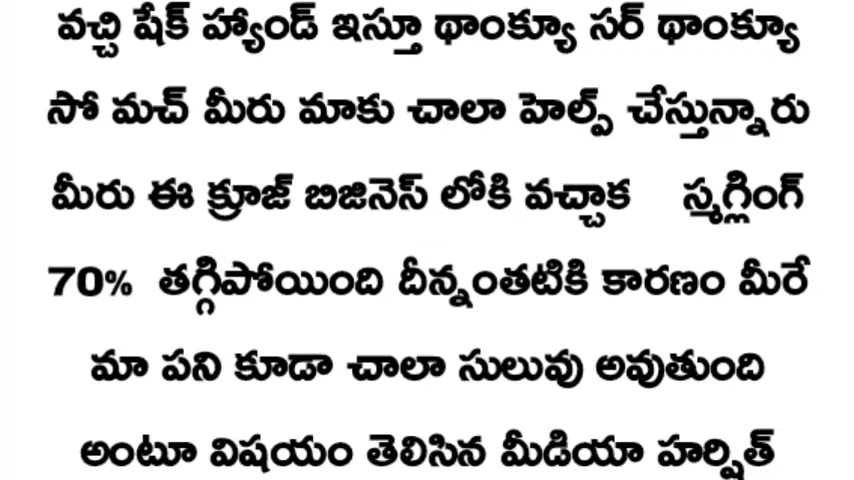 వచ్చి షేక్ హ్యాండ్ ఇస్తూ థాంక్యూ సర్ థాంక్యూ
సో మచ్ మీరు మాకు చాలా హెల్ప్ చేస్తున్నారు
మీరు ఈ క్రూజ్ బిజినెస్ లోకి వచ్చాక స్మగ్లింగ్
70% తగ్గిపోయింది దీన్నంతటికి కారణం మీరే
మా పని కూడా చాలా సులువు అవుతుంది
అంటూ విషయం తెలిసిన మీడియా హర్షిత్